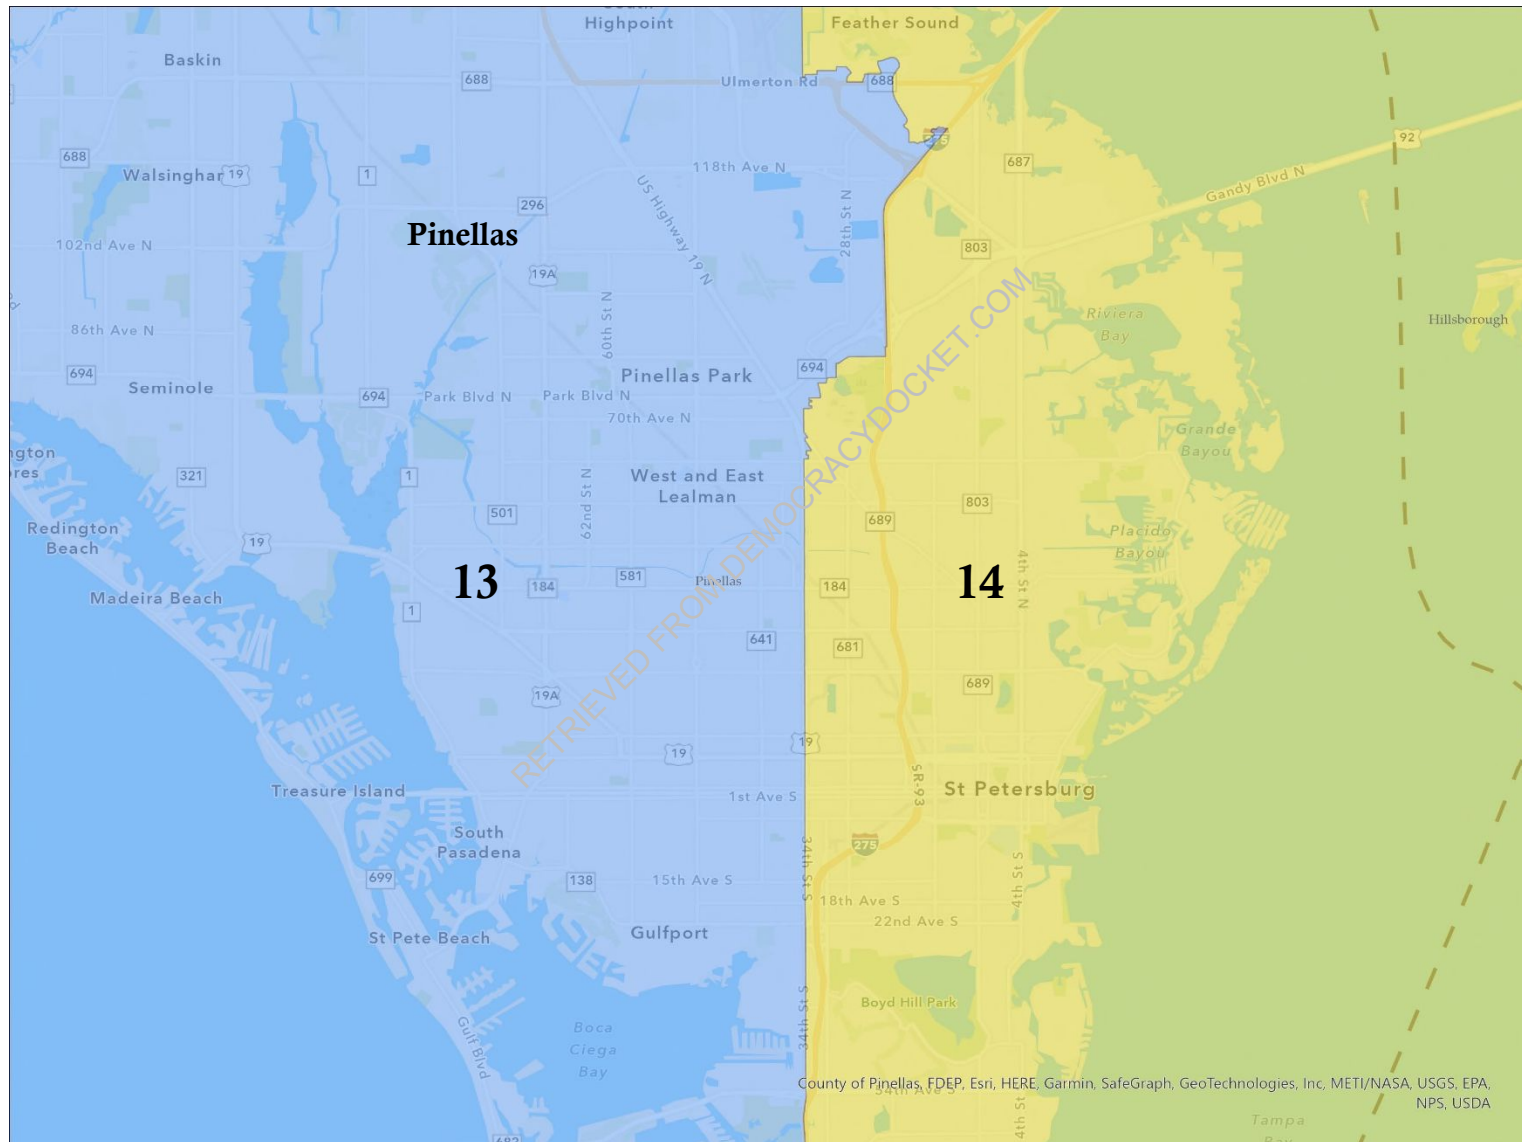 Highpoint
Feather Sound
Baskin
688
Ulmerton Rd
688
92
688
Walsingham
19
1
118th Ave N
687
Gandy Blvd N
296
US Highway 19 N
28th St N
Pinellas
102nd Ave N
803
19A
86th Ave N
60th St N
Riviera
Bay
Hillsborough
694
Seminole
694
Park Blvd N
Park Blvd N
Pinellas Park
694
70th Ave N
Grande
Bayou
321
1
West and East
Lealman
62nd St N
501
803
689
Redington
Beach
19
Placido
Bayou
13
184
581
Pinellas
184
14
4th St N
Madeira Beach
1
641
681
19A
689
19
19
RETRIEVED FROM DEMOCRACYDOCKET.COM
Treasure Island
1st Ave S
SR-93
St Petersburg
South
Pasadena
34th St S
275
699
138
15th Ave S
18th Ave S
4th St S
22nd Ave S
St Pete Beach
Gulfport
Boyd Hill Park
34th St S
Gulf Blvd
Boca
Ciega
Bay
County of Pinellas, FDEP, Esri, HERE, Garmin, SafeGraph, GeoTechnologies, Inc, METI/NASA, USGS, EPA,
NPS, USDA
54th Ave S
4th St
682
Tampa